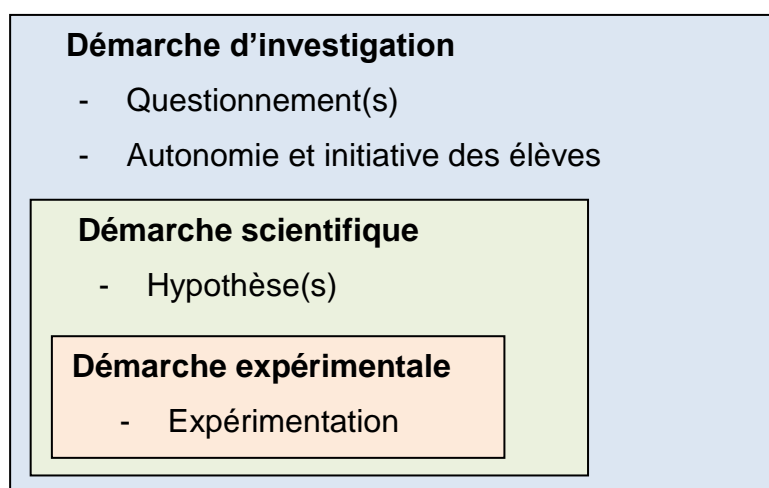 Démarche d’investigation
- Questionnement(s)
- Autonomie et initiative des élèves
Démarche scientifique
- Hypothèse(s)
Démarche expérimentale
- Expérimentation